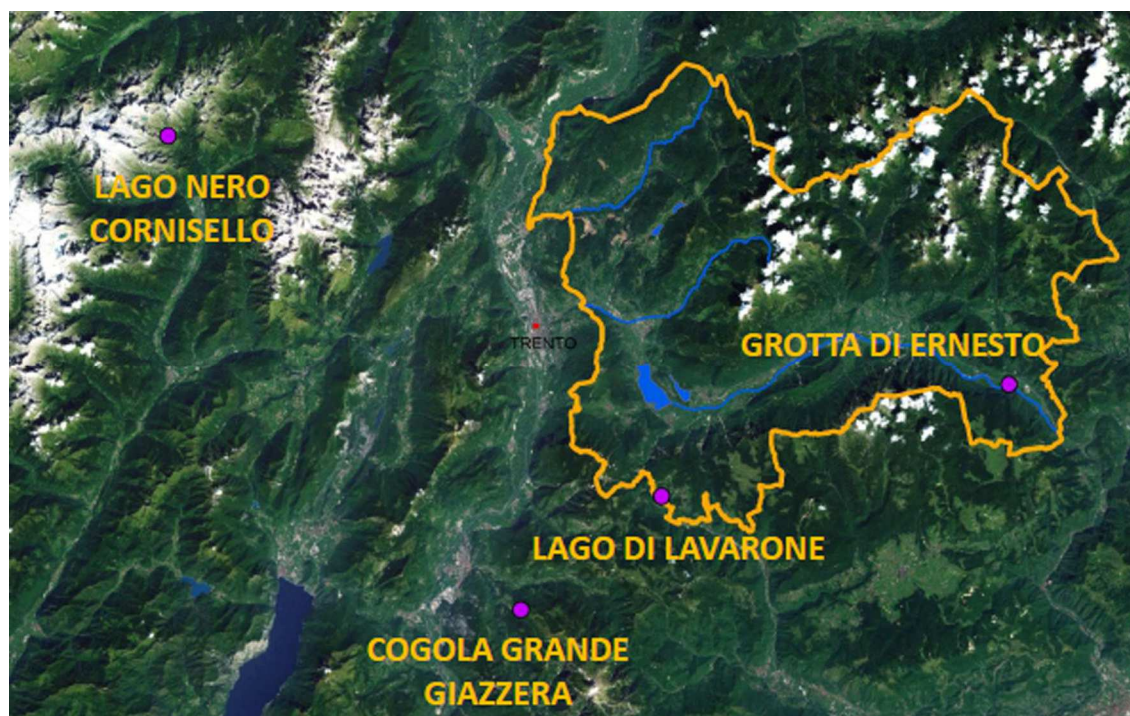 LAGO NERO
CORNISELLO
TRENTO
GROTTA DI ERNESTO
LAGO DI LAVARONE
COGOLA GRANDE
GIAZZERA